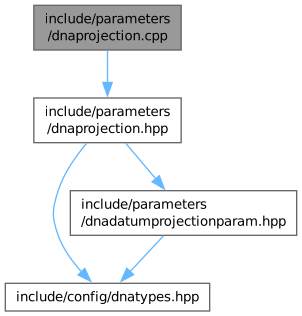 include/parameters
/dnaprojection.cpp
include/parameters
/dnaprojection.hpp
include/parameters
/dnadatumprojectionparam.hpp
include/config/dnatypes.hpp